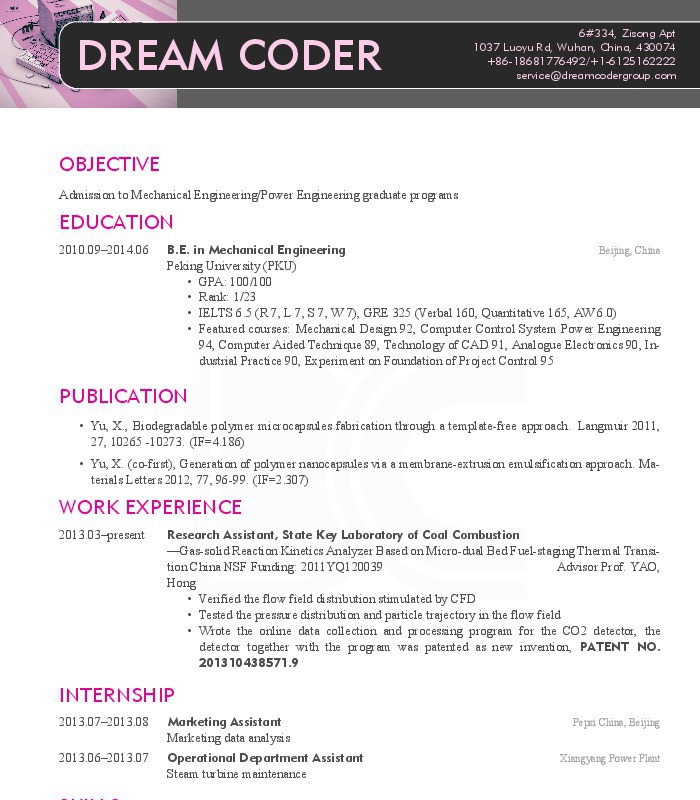 DREAM CODER
6#334, Zisong Apt
1037 Luoyu Rd, Wuhan, China, 430074
+86-18681776492/+1-6125162222
service@dreamcodergroup.com
OBJECTIVE
Admission to Mechanical Engineering/Power Engineering graduate programs
EDUCATION
2010.09–2014.06 B.E. in Mechanical Engineering Beijing, China
Peking University (PKU)
• GPA: 100/100
• Rank: 1/23
• IELTS 6.5 (R 7, L 7, S 7, W 7), GRE 325 (Verbal 160, Quantitative 165, AW 6.0)
• Featured courses: Mechanical Design 92, Computer Control System Power Engineering
94, Computer Aided Technique 89, Technology of CAD 91, Analogue Electronics 90, In-
dustrial Practice 90, Experiment on Foundation of Project Control 95
PUBLICATION
• Yu, X., Biodegradable polymer microcapsules fabrication through a template-free approach. Langmuir 2011,
27, 10265 -10273. (IF=4.186)
• Yu, X. (co-first), Generation of polymer nanocapsules via a membrane-extrusion emulsification approach. Ma-
terials Letters 2012, 77, 96-99. (IF=2.307)
WORK EXPERIENCE
2013.03–present Research Assistant, State Key Laboratory of Coal Combustion
—Gas-solid Reaction Kinetics Analyzer Based on Micro-dual Bed Fuel-staging Thermal Transi-
tion China NSF Funding: 2011YQ120039 Advisor Prof. YAO,
Hong
• Verified the flow field distribution stimulated by CFD
• Tested the pressure distribution and particle trajectory in the flow field
• Wrote the online data collection and processing program for the CO2 detector, the
detector together with the program was patented as new invention, PATENT NO.
201310438571.9
INTERNSHIP
2013.07–2013.08 Marketing Assistant Pepsi China, Beijing
Marketing data analysis
2013.06–2013.07 Operational Department Assistant Xiangyang Power Plant
Steam turbine maintenance